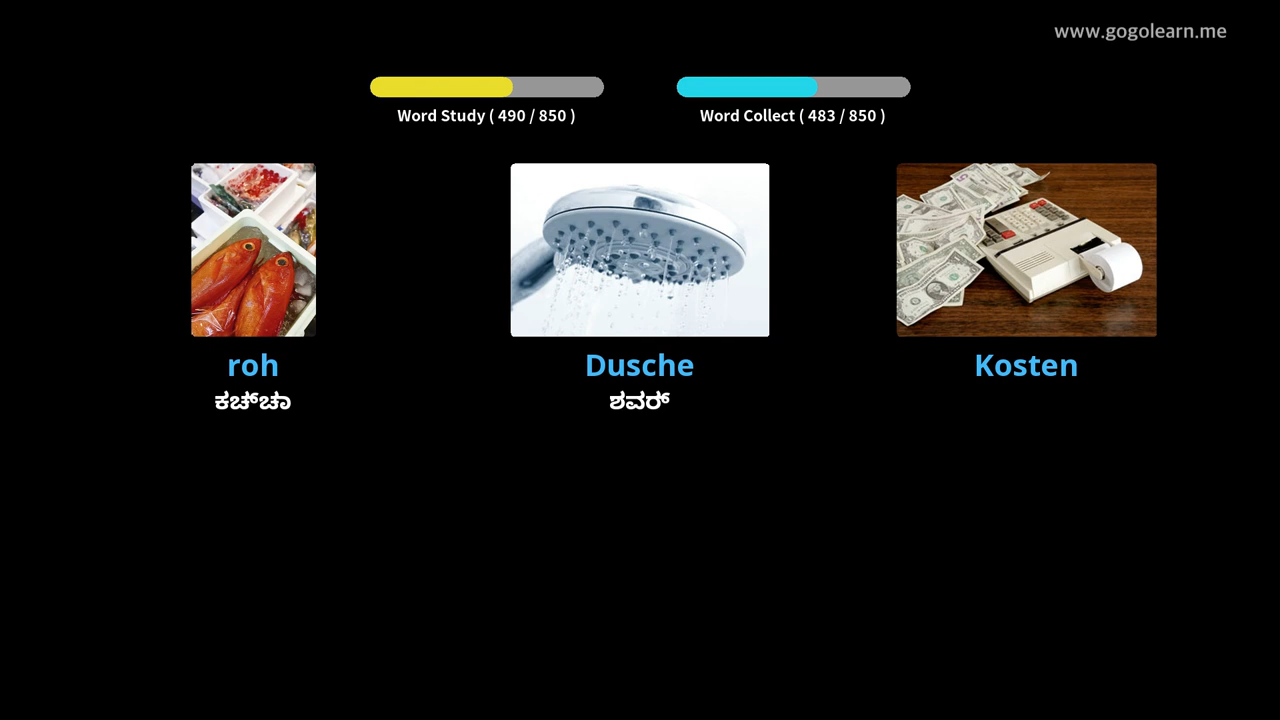 www.gogolearn.me
Word Study ( 490 / 850 )
Word Collect ( 483 / 850 )
roh
Dusche
Kosten
ಕಚ್ಚಾ
ಶವರ್